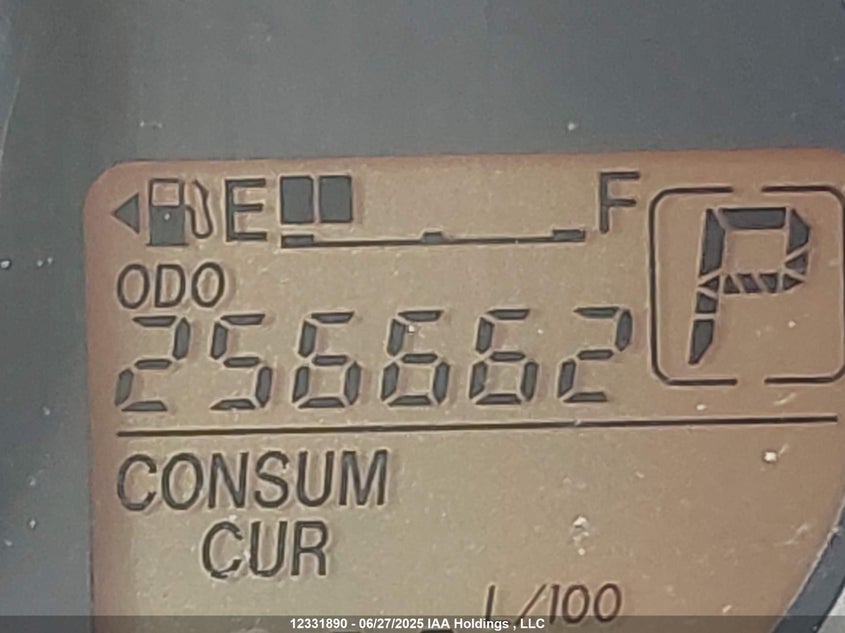 E F
P
ODO
256662
CONSUM
CUR
L/100
12331890 - 06/27/2025 IAA Holdings , LLC